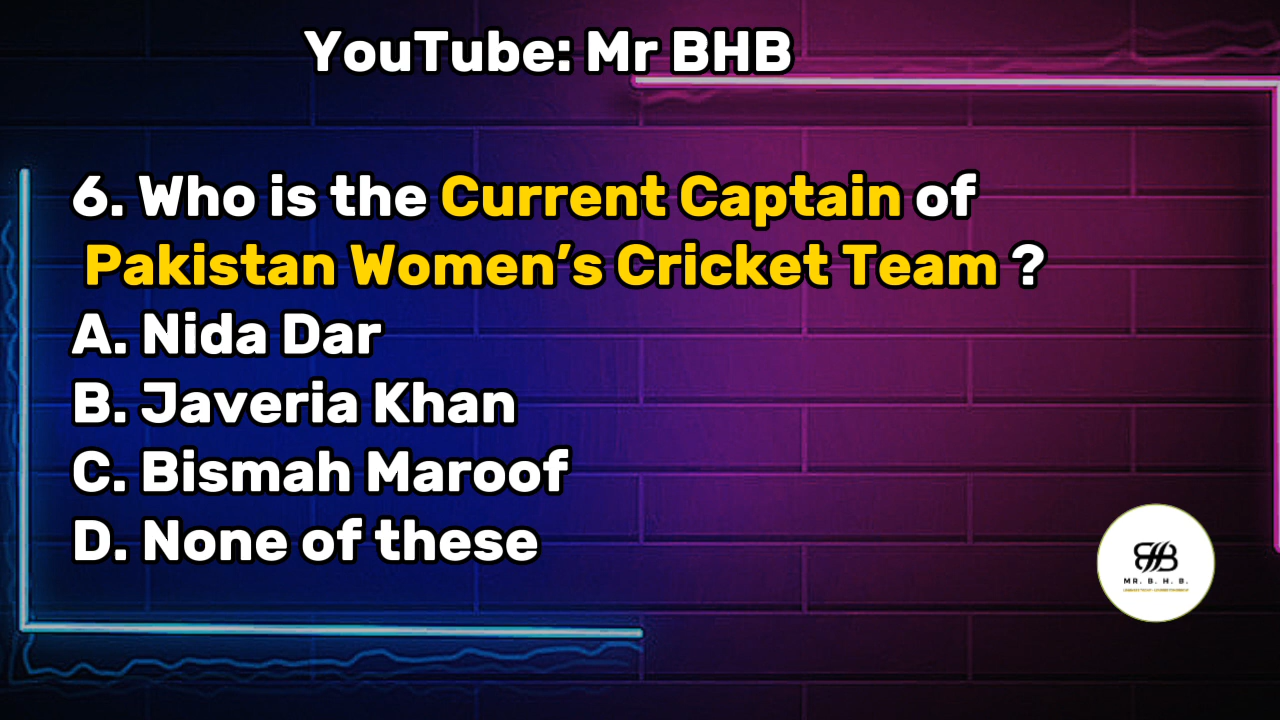 YouTube: Mr BHB
6. Who is the Current Captain of
Pakistan Women’s Cricket Team ?
A. Nida Dar
B. Javeria Khan
C. Bismah Maroof
D. None of these
MR. B. H. B.